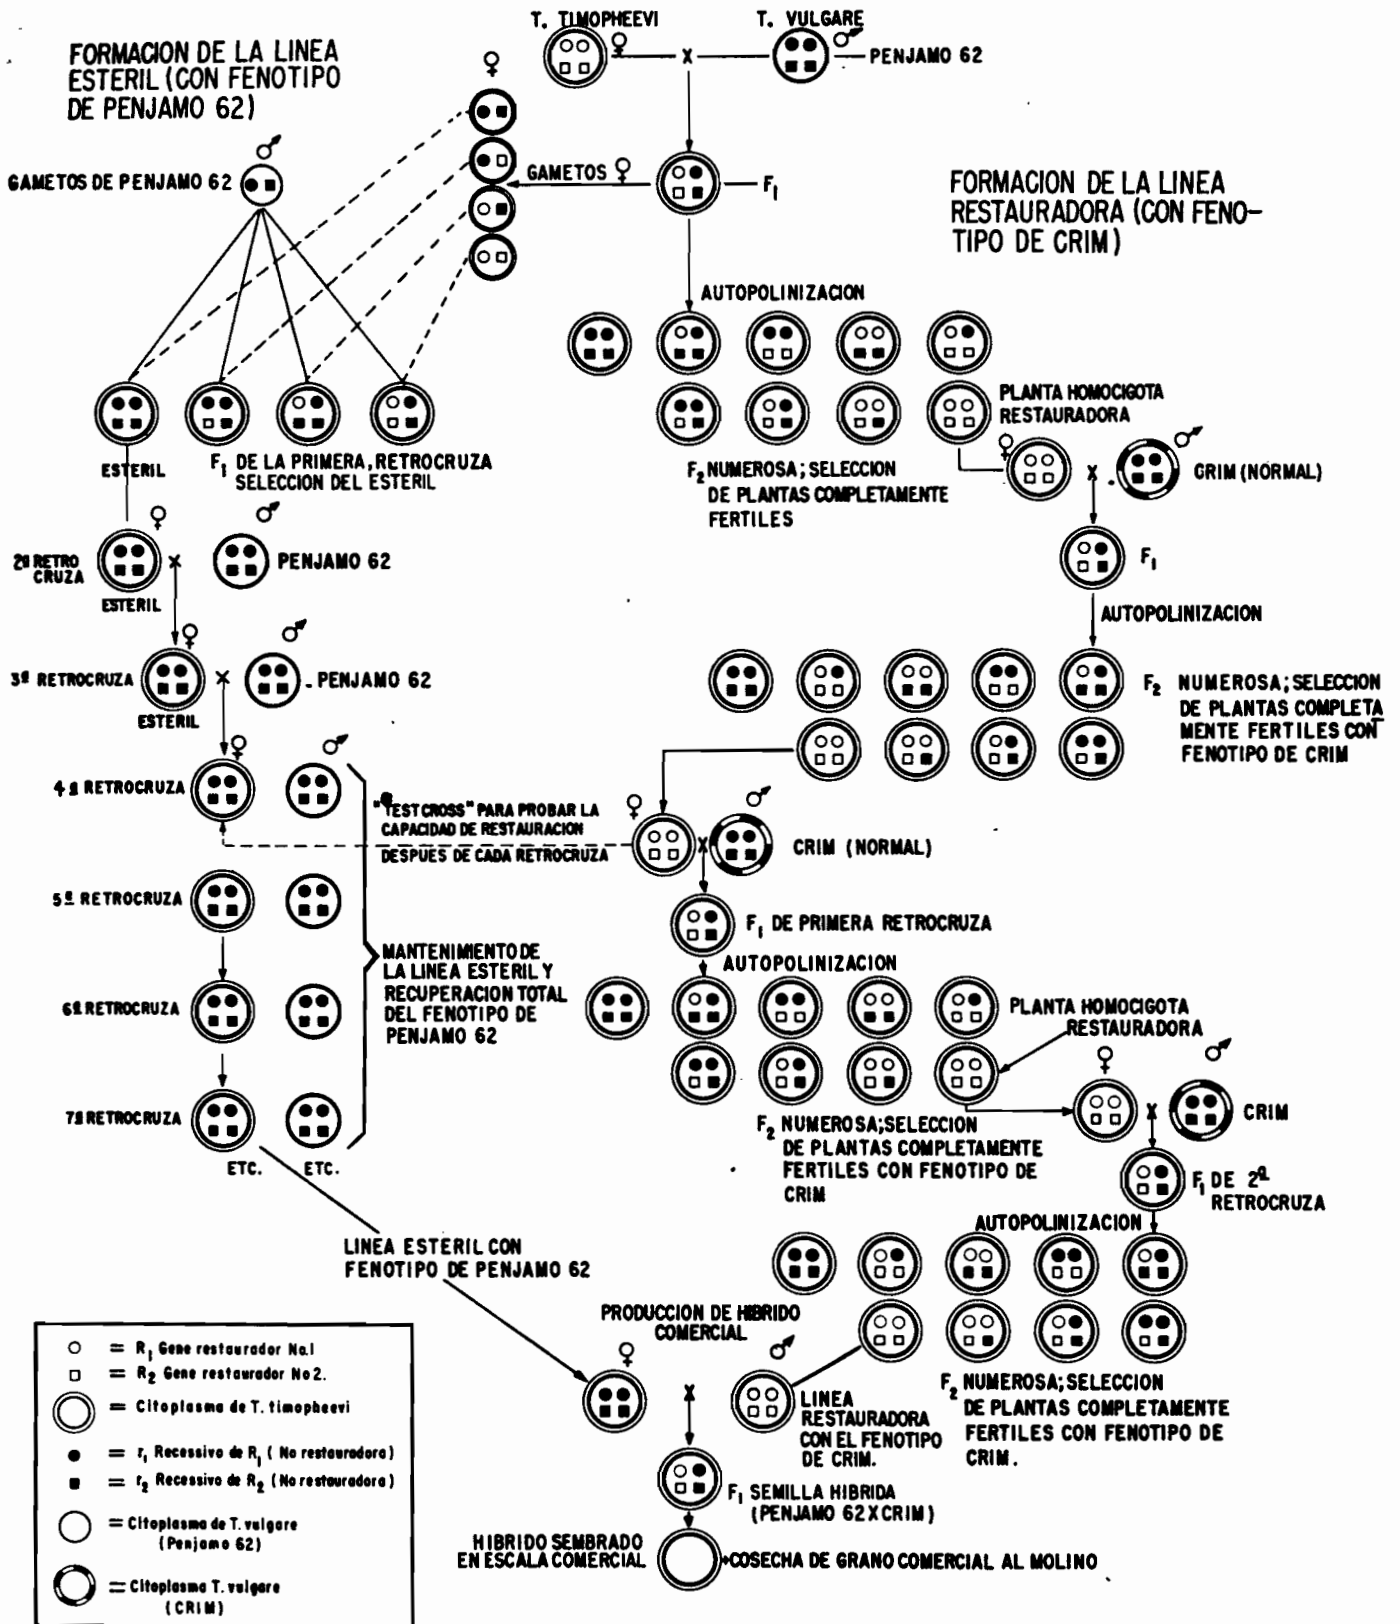 T. TIMOPHEEVI
T. VULGARE
♀
♂
X
PENJAMO 62
FORMACION DE LA LINEA
ESTERIL (CON FENOTIPO
DE PENJAMO 62)
♀
♂
GAMETOS DE PENJAMO 62
GAMETOS ♀
F₁
FORMACION DE LA LINEA
RESTAURADORA (CON FENO-
TIPO DE CRIM)
AUTOPOLINIZACION
ESTERIL
F₁ DE LA PRIMERA, RETROCRUZA
SELECCION DEL ESTERIL
F₂ NUMEROSA; SELECCION
DE PLANTAS COMPLETAMENTE
FERTILES
PLANTA HOMOCIGOTA
RESTAURADORA
♀
♂
X
CRIM (NORMAL)
F₁
AUTOPOLINIZACION
2ª RETRO
CRUZA
♀
♂
X
PENJAMO 62
ESTERIL
3ª RETROCRUZA
♀
♂
X
PENJAMO 62
ESTERIL
F₂ NUMEROSA; SELECCION
DE PLANTAS COMPLETA
MENTE FERTILES CON
FENOTIPO DE CRIM
4ª RETROCRUZA
♀
♂
"TESTCROSS" PARA PROBAR LA
CAPACIDAD DE RESTAURACION
DESPUES DE CADA RETROCRUZA
♀
♂
X
CRIM (NORMAL)
5ª RETROCRUZA
F₁ DE PRIMERA RETROCRUZA
AUTOPOLINIZACION
MANTENIMIENTO DE
LA LINEA ESTERIL Y
RECUPERACION TOTAL
DEL FENOTIPO DE
PENJAMO 62
6ª RETROCRUZA
PLANTA HOMOCIGOTA
RESTAURADORA
7ª RETROCRUZA
ETC.
ETC.
F₂ NUMEROSA; SELECCION
DE PLANTAS COMPLETAMENTE
FERTILES CON FENOTIPO DE
CRIM
♀
♂
X
CRIM
F₁ DE 2ª
RETROCRUZA
AUTOPOLINIZACION
LINEA ESTERIL CON
FENOTIPO DE PENJAMO 62
PRODUCCION DE HIBRIDO
COMERCIAL
♀
♂
X
LINEA
RESTAURADORA
CON EL FENOTIPO
DE CRIM.
F₂ NUMEROSA; SELECCION
DE PLANTAS COMPLETAMENTE
FERTILES CON FENOTIPO DE
CRIM.
F₁ SEMILLA HIBRIDA
(PENJAMO 62 X CRIM)
HIBRIDO SEMBRADO
EN ESCALA COMERCIAL
COSECHA DE GRANO COMERCIAL AL MOLINO
= R₁ Gene restaurador No.1
= R₂ Gene restaurador No 2.
= Citoplasma de T. timopheevi
= r₁ Recessivo de R₁ (No restauradora)
= r₂ Recessivo de R₂ (No restauradora)
= Citoplasma de T. vulgare
(Penjamo 62)
= Citoplasma T. vulgare
(CRIM)